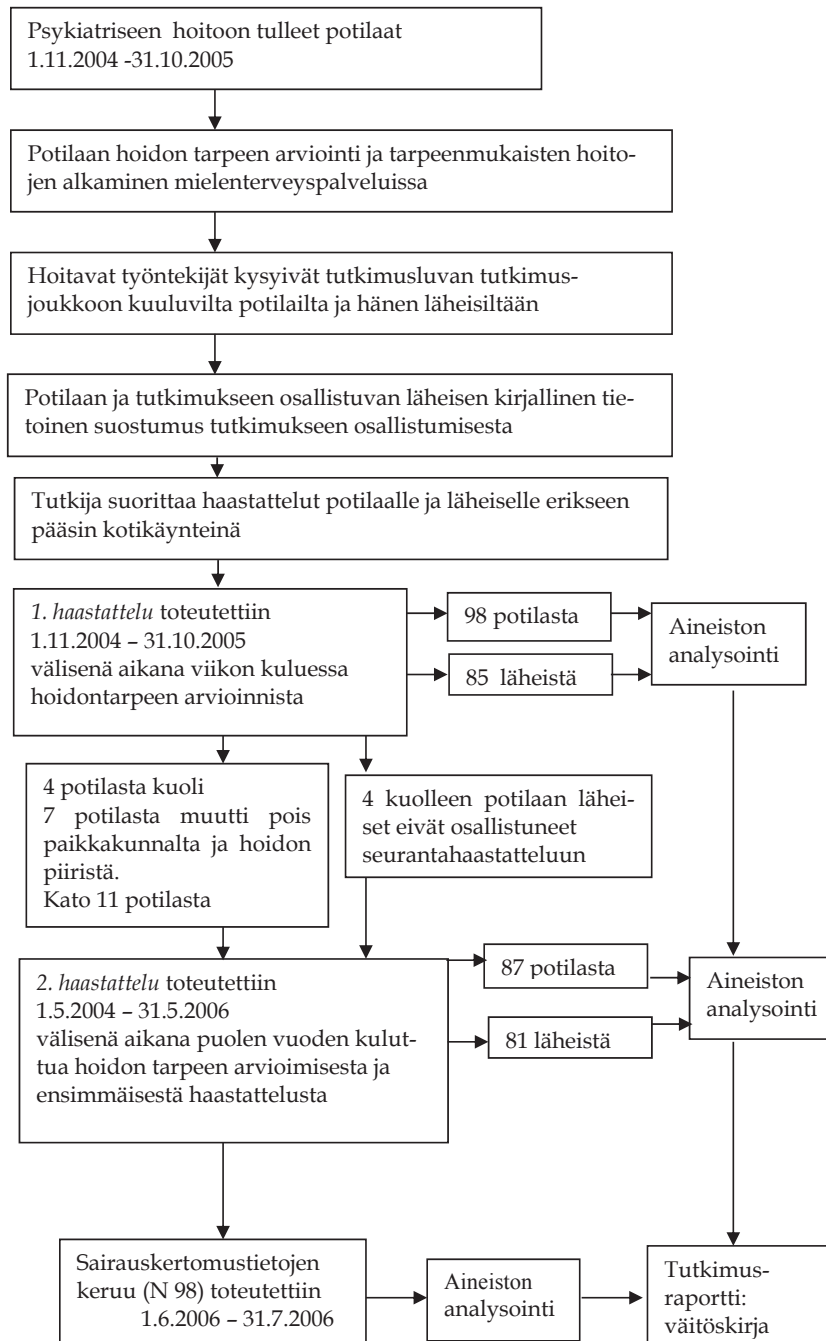 Psykiatriseen hoitoon tulleet potilaat
1.11.2004 -31.10.2005
Potilaan hoidon tarpeen arviointi ja tarpeenmukaisten hoito-
jen alkaminen mielenterveyspalveluissa
Hoitavat työntekijät kysyivät tutkimusluvan tutkimus-
joukkoon kuuluvilta potilailta ja hänen läheisiltään
Potilaan ja tutkimukseen osallistuvan läheisen kirjallinen tie-
toinen suostumus tutkimukseen osallistumisesta
Tutkija suorittaa haastattelut potilaalle ja läheiselle erikseen
pääsin kotikäynteinä
1. haastattelu toteutettiin
1.11.2004 – 31.10.2005
välisenä aikana viikon kuluessa
hoidontarpeen arvioinnista
98 potilasta
85 läheistä
Aineiston
analysointi
4 potilasta kuoli
7 potilasta muutti pois
paikkakunnalta ja hoidon
piiristä.
Kato 11 potilasta
4 kuolleen potilaan lähei-
set eivät osallistuneet
seurantahaastatteluun
2. haastattelu toteutettiin
1.5.2004 – 31.5.2006
välisenä aikana puolen vuoden kulut-
tua hoidon tarpeen arvioimisesta ja
ensimmäisestä haastattelusta
87 potilasta
81 läheistä
Aineiston
analysointi
Sairauskertomustietojen
keruu (N 98) toteutettiin
1.6.2006 – 31.7.2006
Aineiston
analysointi
Tutkimus-
raportti:
väitöskirja